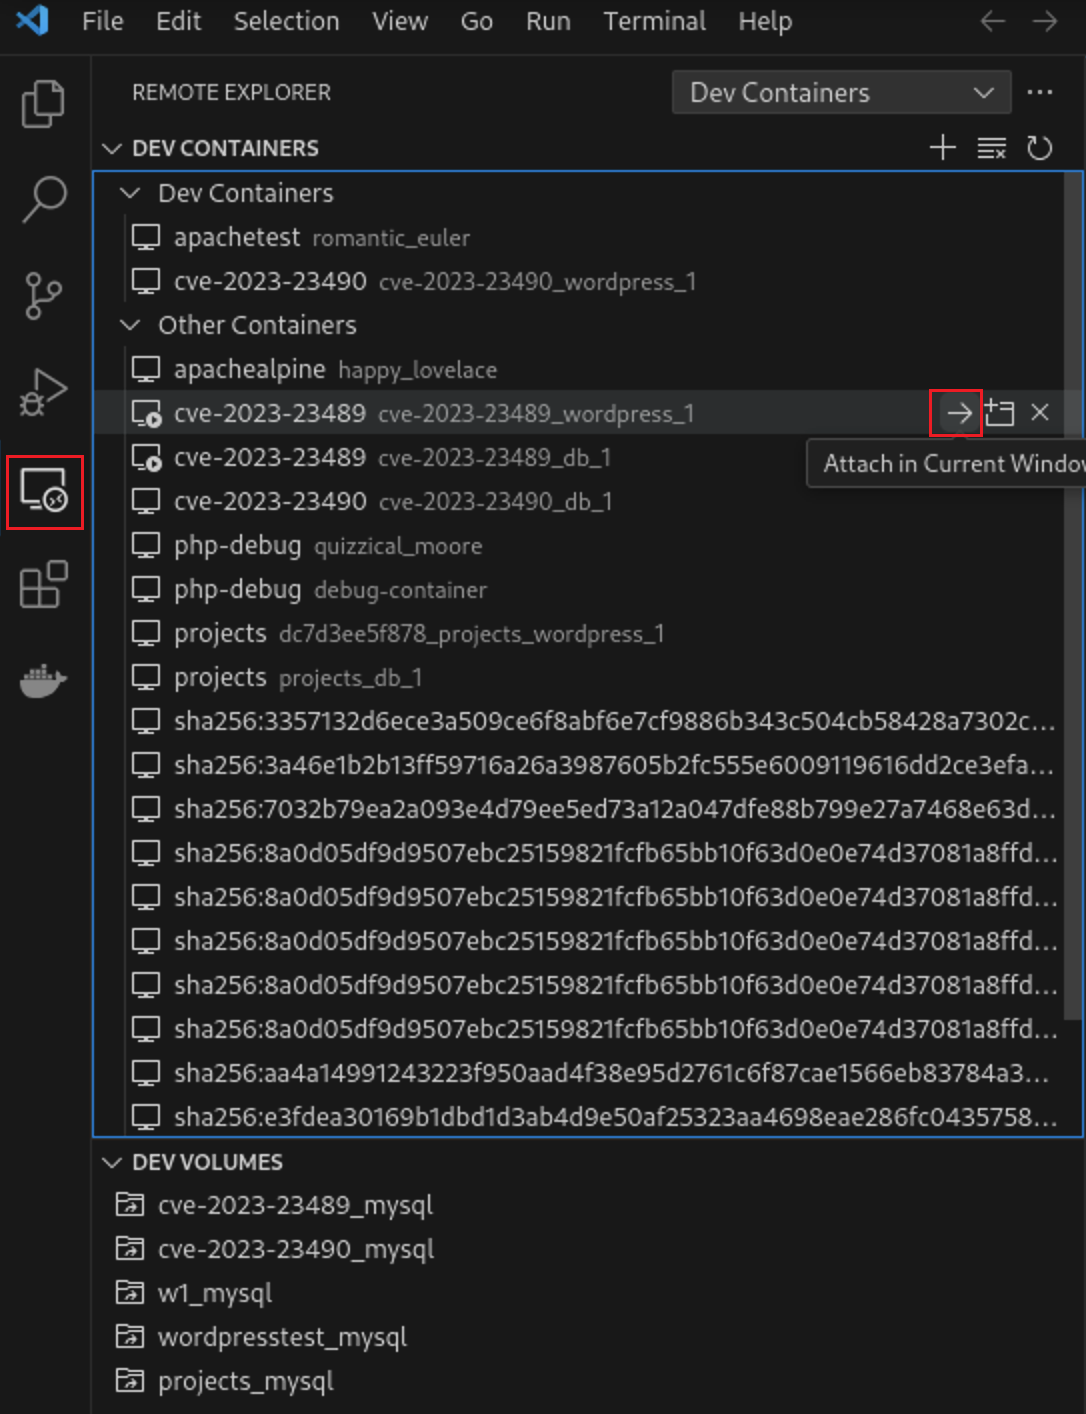 File Edit Selection View Go Run Terminal Help
REMOTE EXPLORER Dev Containers
DEV CONTAINERS
Dev Containers
apachetest romantic_euler
cve-2023-23490 cve-2023-23490_wordpress_1
Other Containers
apachealpine happy_lovelace
cve-2023-23489 cve-2023-23489_wordpress_1
cve-2023-23489 cve-2023-23489_db_1
Attach in Current Window
cve-2023-23490 cve-2023-23490_db_1
php-debug quizzical_moore
php-debug debug-container
projects dc7d3ee5f878_projects_wordpress_1
projects projects_db_1
sha256:3357132d6ece3a509ce6f8abf6e7cf9886b343c504cb58428a7302c...
sha256:3a46e1b2b13ff59716a26a3987605b2fc555e6009119616dd2ce3efa...
sha256:7032b79ea2a093e4d79ee5ed73a12a047dfe88b799e27a7468e63d...
sha256:8a0d05df9d9507ebc25159821fcfb65bb10f63d0e0e74d37081a8ffd...
sha256:8a0d05df9d9507ebc25159821fcfb65bb10f63d0e0e74d37081a8ffd...
sha256:8a0d05df9d9507ebc25159821fcfb65bb10f63d0e0e74d37081a8ffd...
sha256:8a0d05df9d9507ebc25159821fcfb65bb10f63d0e0e74d37081a8ffd...
sha256:8a0d05df9d9507ebc25159821fcfb65bb10f63d0e0e74d37081a8ffd...
sha256:aa4a14991243223f950aad4f38e95d2761c6f87cae1566eb83784a3...
sha256:e3fdea30169b1dbd1d3ab4d9e50af25323aa4698eae286fc0435758...
DEV VOLUMES
cve-2023-23489_mysql
cve-2023-23490_mysql
w1_mysql
wordpresstest_mysql
projects_mysql